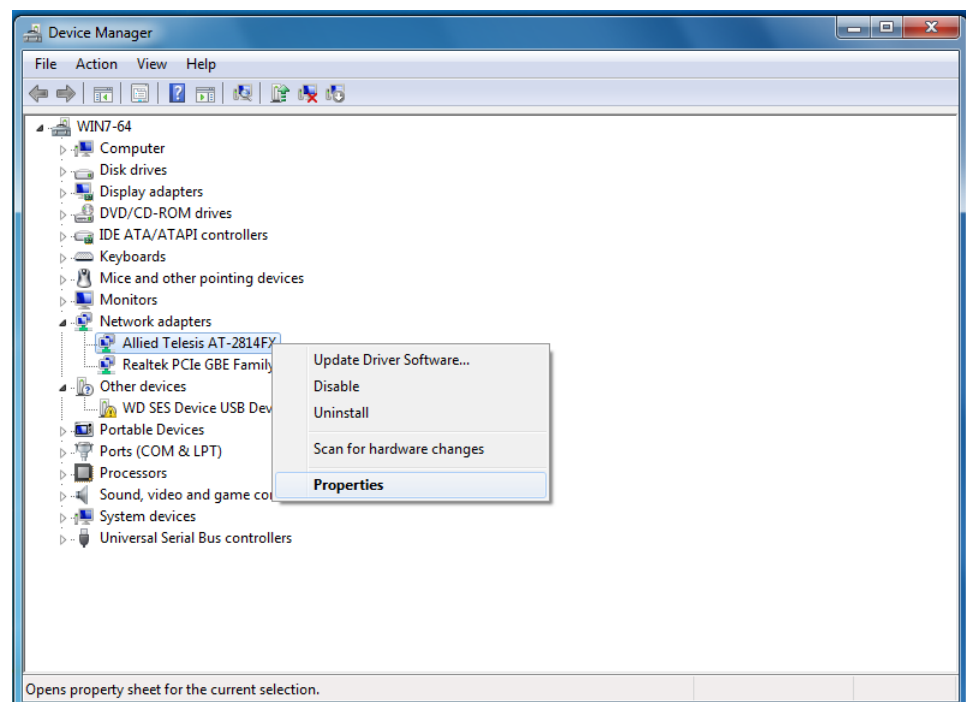 Device Manager
File Action View Help
WIN7-64
Computer
Disk drives
Display adapters
DVD/CD-ROM drives
IDE ATA/ATAPI controllers
Keyboards
Mice and other pointing devices
Monitors
Network adapters
Allied Telesis AT-2814FX
Realtek PCIe GBE Family
Other devices
WD SES Device USB Dev
Portable Devices
Ports (COM & LPT)
Processors
Sound, video and game co
System devices
Universal Serial Bus controllers
Update Driver Software...
Disable
Uninstall
Scan for hardware changes
Properties
Opens property sheet for the current selection.